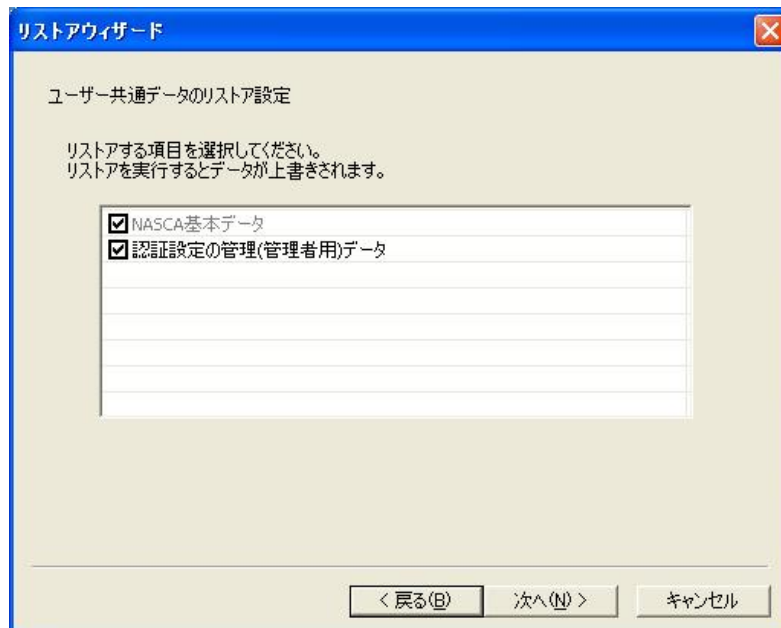 リストアウィザード
ユーザー共通データのリストア設定
リストアする項目を選択してください。
リストアを実行するとデータが上書きされます。
NASCA基本データ
認証設定の管理(管理者用)データ
< 戻る(B)
次へ(N) >
キャンセル